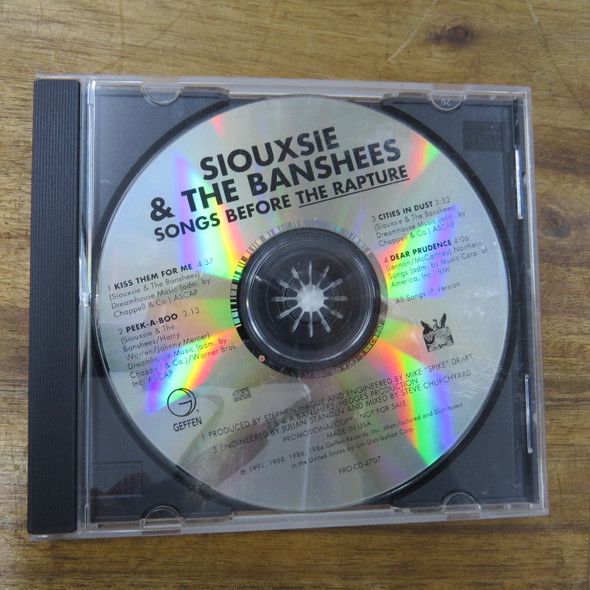 SIOUXSIE
& THE BANSHEES
SONGS BEFORE THE RAPTURE
1 KISS THEM FOR ME 4:37
(Siouxsie & The Banshees)
Dreamhouse Music (adm. by
Chappell & Co.) ASCAP
2 PEEK-A-BOO 3:13
(Siouxsie & The
Banshees/Harry
Warren/Johnny Mercer)
Dreamhouse Music (adm. by
Chappell & Co.)/Warner Bros.
Inc. ASCAP
3 CITIES IN DUST 3:52
(Siouxsie & The Banshees)
Dreamhouse Music (adm. by
Chappell & Co.) ASCAP
4 DEAR PRUDENCE 4:06
(Lennon/McCartney) Northern
Songs (adm. by Music Corp. of
America, Inc.) BMI
All Songs Version
GEFFEN
1 PRODUCED BY STEPHEN HAGUE AND ENGINEERED BY MIKE "SPIKE" DRAKE
2 & 4 A BANSHEES/HEDGES PRODUCTION
3 ENGINEERED BY JULIAN STANDEN AND MIXED BY STEVE CHURCHYARD
PROMOTIONAL COPY, NOT FOR SALE.
MADE IN USA
℗ 1991, 1988, 1986, 1984 Geffen Records, Inc. Manufactured and Distributed
in the United States by Uni Distribution Corp.
PRO-CD-4707